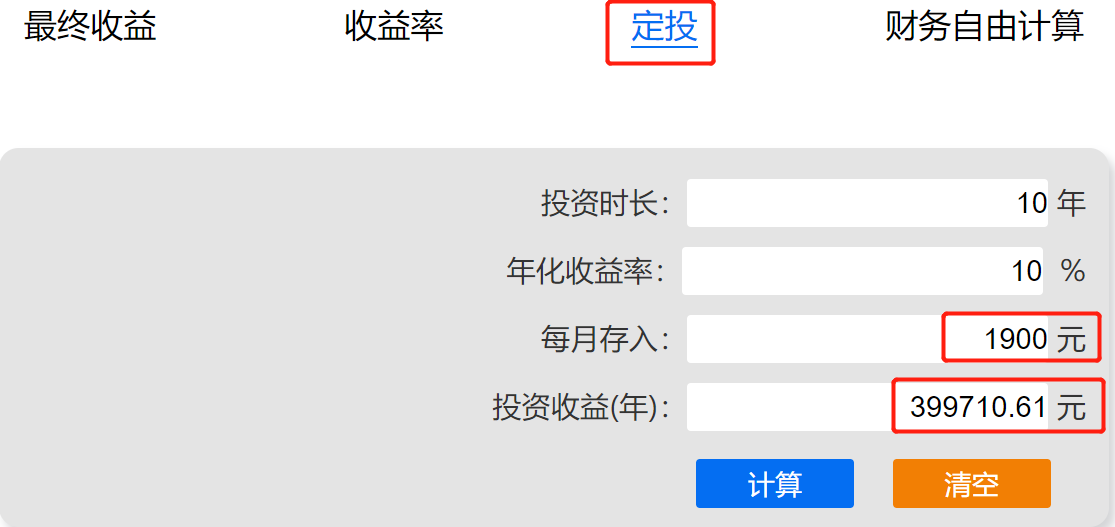 最终收益 收益率 定投 财务自由计算
投资时长： 10 年
年化收益率： 10 %
每月存入： 1900 元
投资收益(年)： 399710.61 元
计算 清空